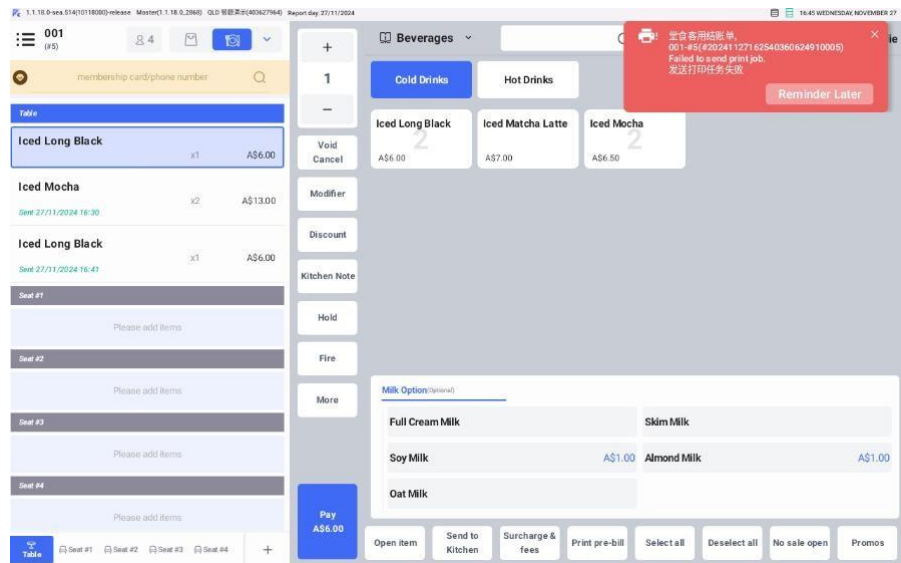 1.1.18.0-sea.514(10118000)-release Master(1.1.18.0_2968) Report day: 27/11/2024
16:45 WEDNESDAY, NOVEMBER 27
001
(#5)
4
membership card/phone number
Table
Iced Long Black
x1 A$6.00
Iced Mocha
x2 A$13.00
Sent 27/11/2024 16:30
Iced Long Black
x1 A$6.00
Sent 27/11/2024 16:41
Seat #1
Please add items
Seat #2
Please add items
Seat #3
Please add items
Seat #4
Please add items
Table Seat #1 Seat #2 Seat #3 Seat #4 +
+
1
−
Void
Cancel
Modifier
Discount
Kitchen Note
Hold
Fire
More
Pay
A$6.00
Beverages
ie
堂食客用结账单,
001-#5(#20241127162540360624910005)
Failed to send print job.
发送打印任务失败
Reminder Later
Cold Drinks
Hot Drinks
Iced Long Black
2
A$6.00
Iced Matcha Latte
A$7.00
Iced Mocha
2
A$6.50
Milk Option(Optional)
Full Cream Milk
Skim Milk
Soy Milk A$1.00
Almond Milk A$1.00
Oat Milk
Open item
Send to
Kitchen
Surcharge &
fees
Print pre-bill
Select all
Deselect all
No sale open
Promos